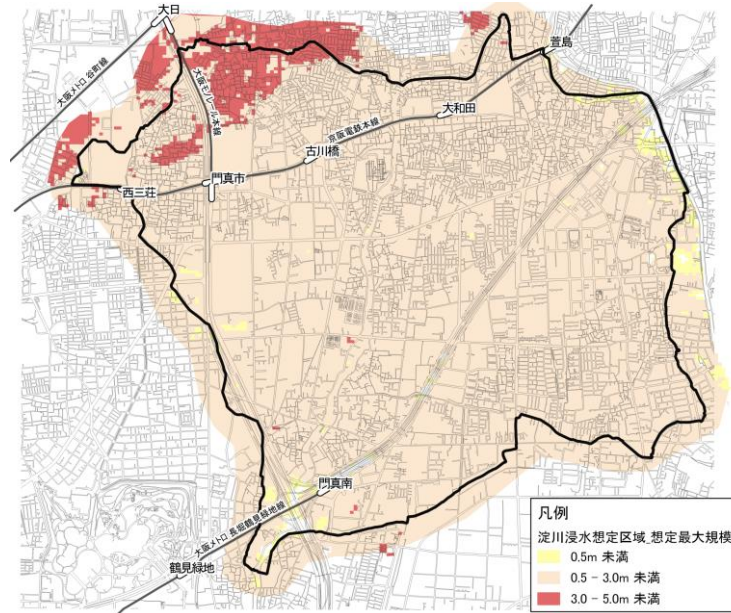 大日
大阪メトロ 谷町線
大阪モノレール本線
萱島
大和田
京阪電鉄本線
古川橋
門真市
西三荘
門真南
大阪メトロ 長堀鶴見緑地線
鶴見緑地
凡例
淀川浸水想定区域_想定最大規模
0.5m 未満
0.5 - 3.0m 未満
3.0 - 5.0m 未満